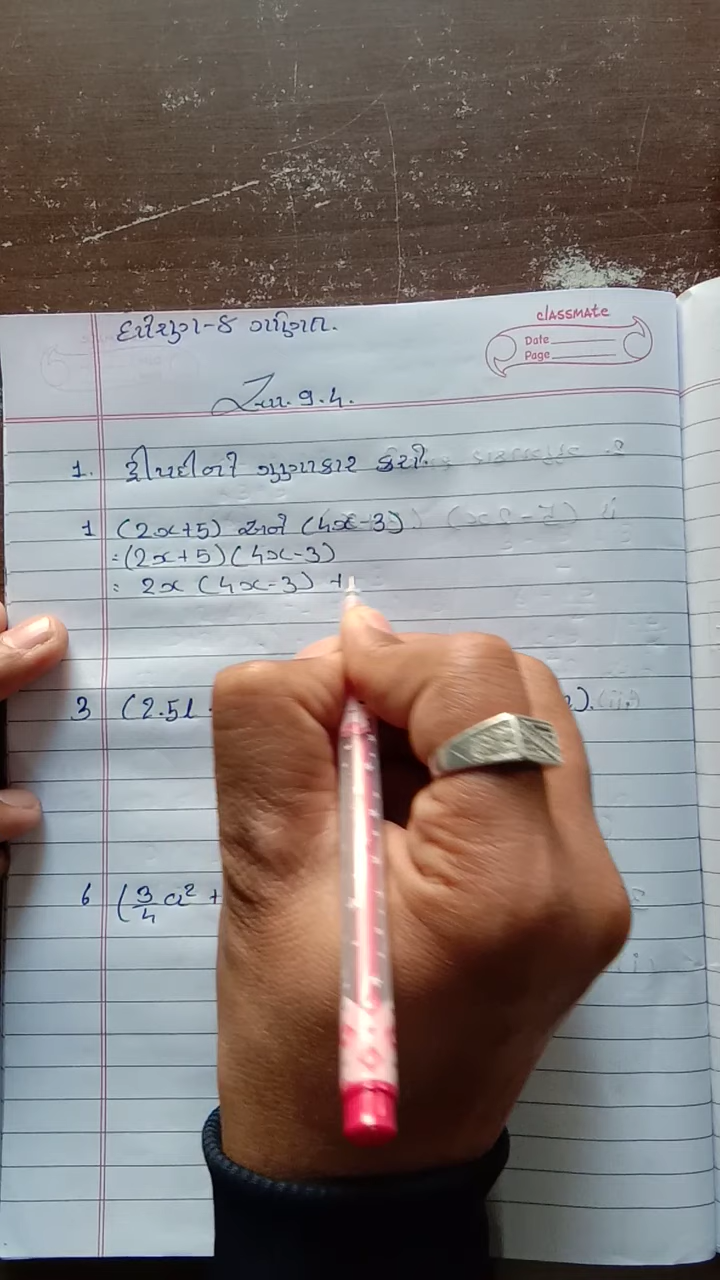 ધોરણ-૮ ગણિત.
classmate
Date
Page
સ્વા. 9.4.
1. દ્વીપદીનો ગુણાકાર કરો.
1 (2x+5) અને (4x-3)
=(2x+5)(4x-3)
= 2x (4x-3) +
3 (2.5l
6 (3/4 a² +